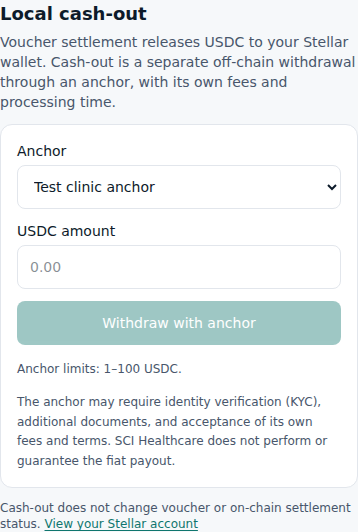 Local cash-out
Voucher settlement releases USDC to your Stellar
wallet. Cash-out is a separate off-chain withdrawal
through an anchor, with its own fees and
processing time.
Anchor
Test clinic anchor
USDC amount
0.00
Withdraw with anchor
Anchor limits: 1–100 USDC.
The anchor may require identity verification (KYC),
additional documents, and acceptance of its own
fees and terms. SCI Healthcare does not perform or
guarantee the fiat payout.
Cash-out does not change voucher or on-chain settlement
status. View your Stellar account